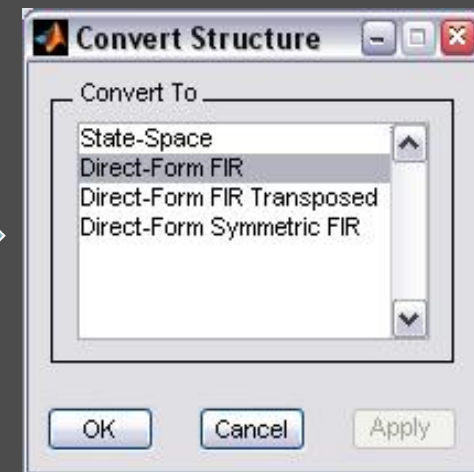 Convert Structure
Convert To
State-Space
Direct-Form FIR
Direct-Form FIR Transposed
Direct-Form Symmetric FIR
OK Cancel Apply